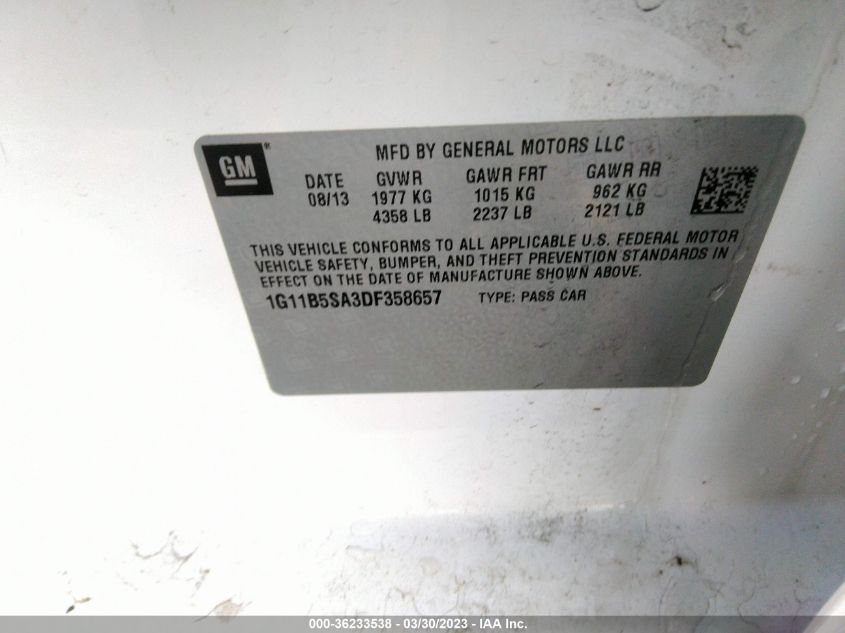 GM®
MFD BY GENERAL MOTORS LLC
DATE GVWR GAWR FRT GAWR RR
08/13 1977 KG 1015 KG 962 KG
4358 LB 2237 LB 2121 LB
THIS VEHICLE CONFORMS TO ALL APPLICABLE U.S. FEDERAL MOTOR
VEHICLE SAFETY, BUMPER, AND THEFT PREVENTION STANDARDS IN
EFFECT ON THE DATE OF MANUFACTURE SHOWN ABOVE.
1G11B5SA3DF358657 TYPE: PASS CAR
000-36233538 - 03/30/2023 - IAA Inc.